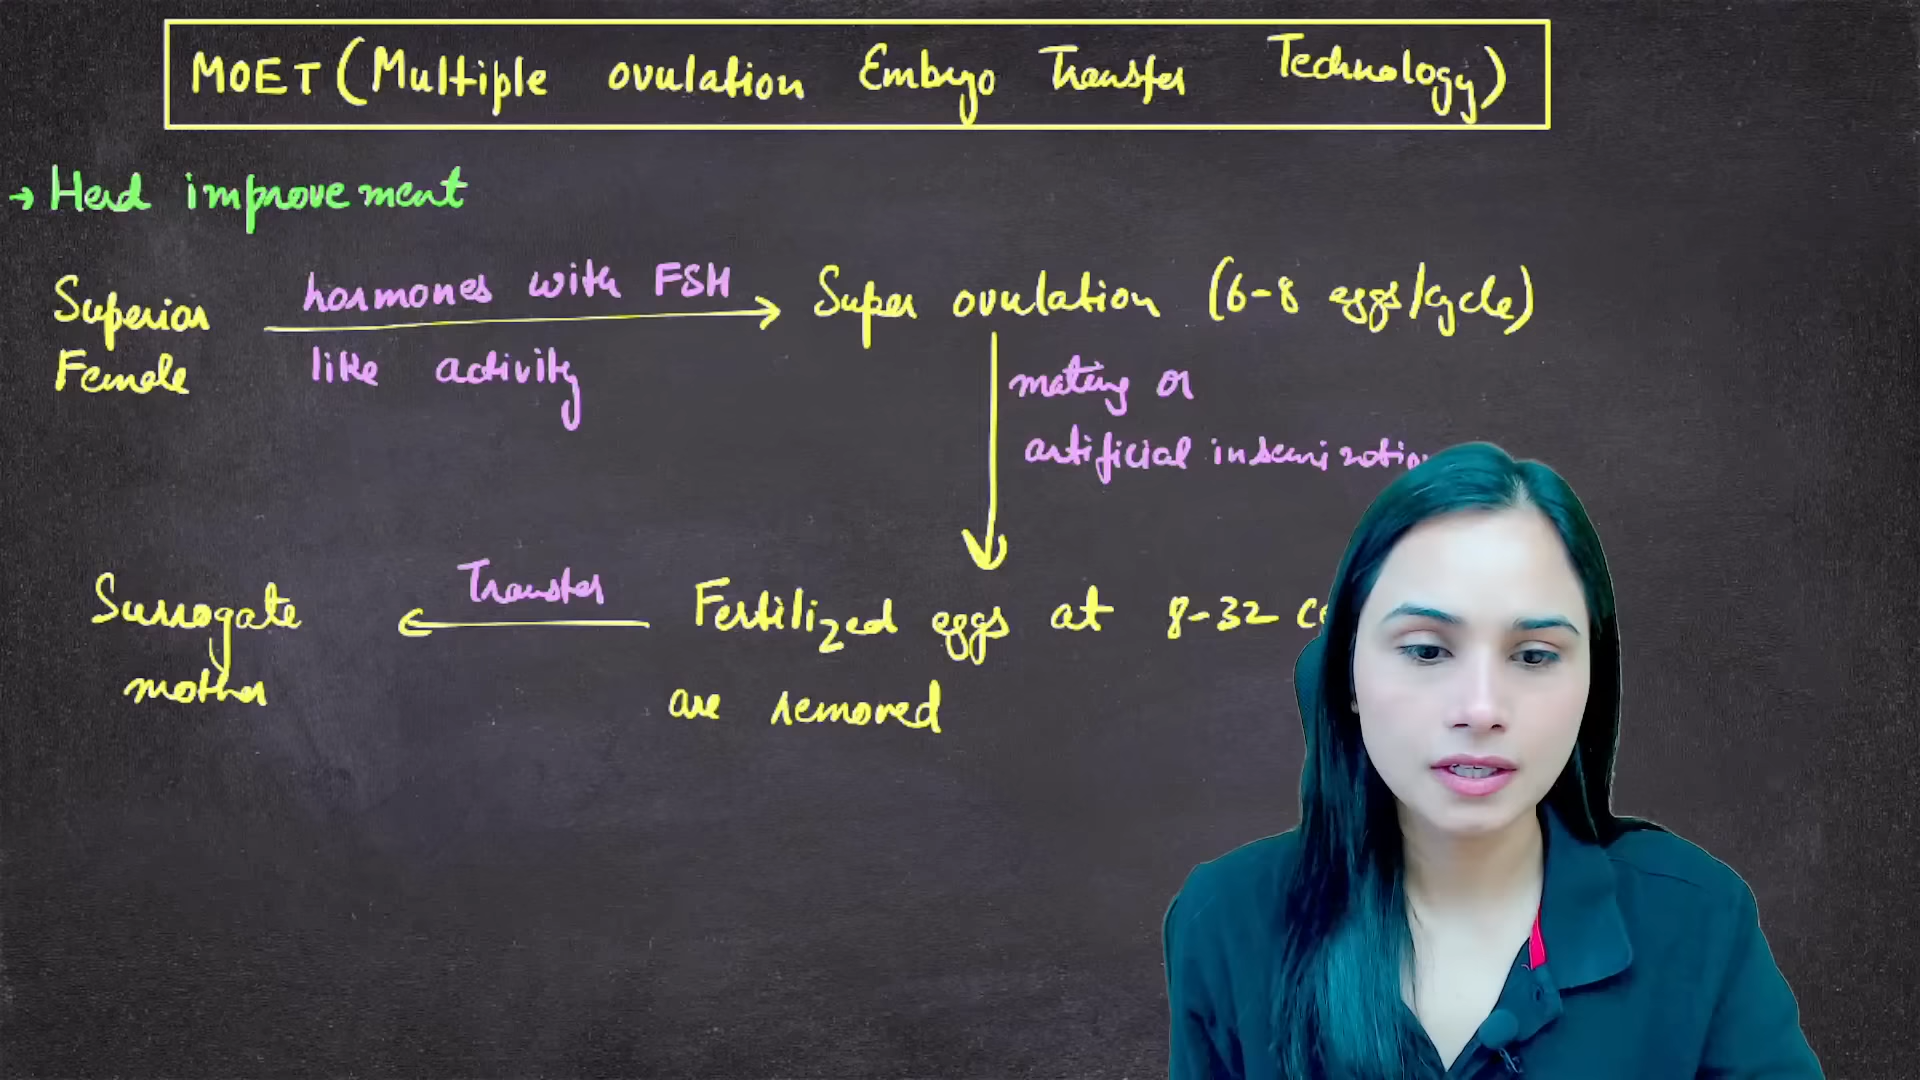 MOET (Multiple ovulation Embryo Transfer Technology)
→ Herd improvement
Superior Female
hormones with FSH
like activity
Super ovulation (6-8 eggs/cycle)
mating or
artificial insemination
Fertilized eggs at 8-32
are removed
Transfer
Surrogate
mother